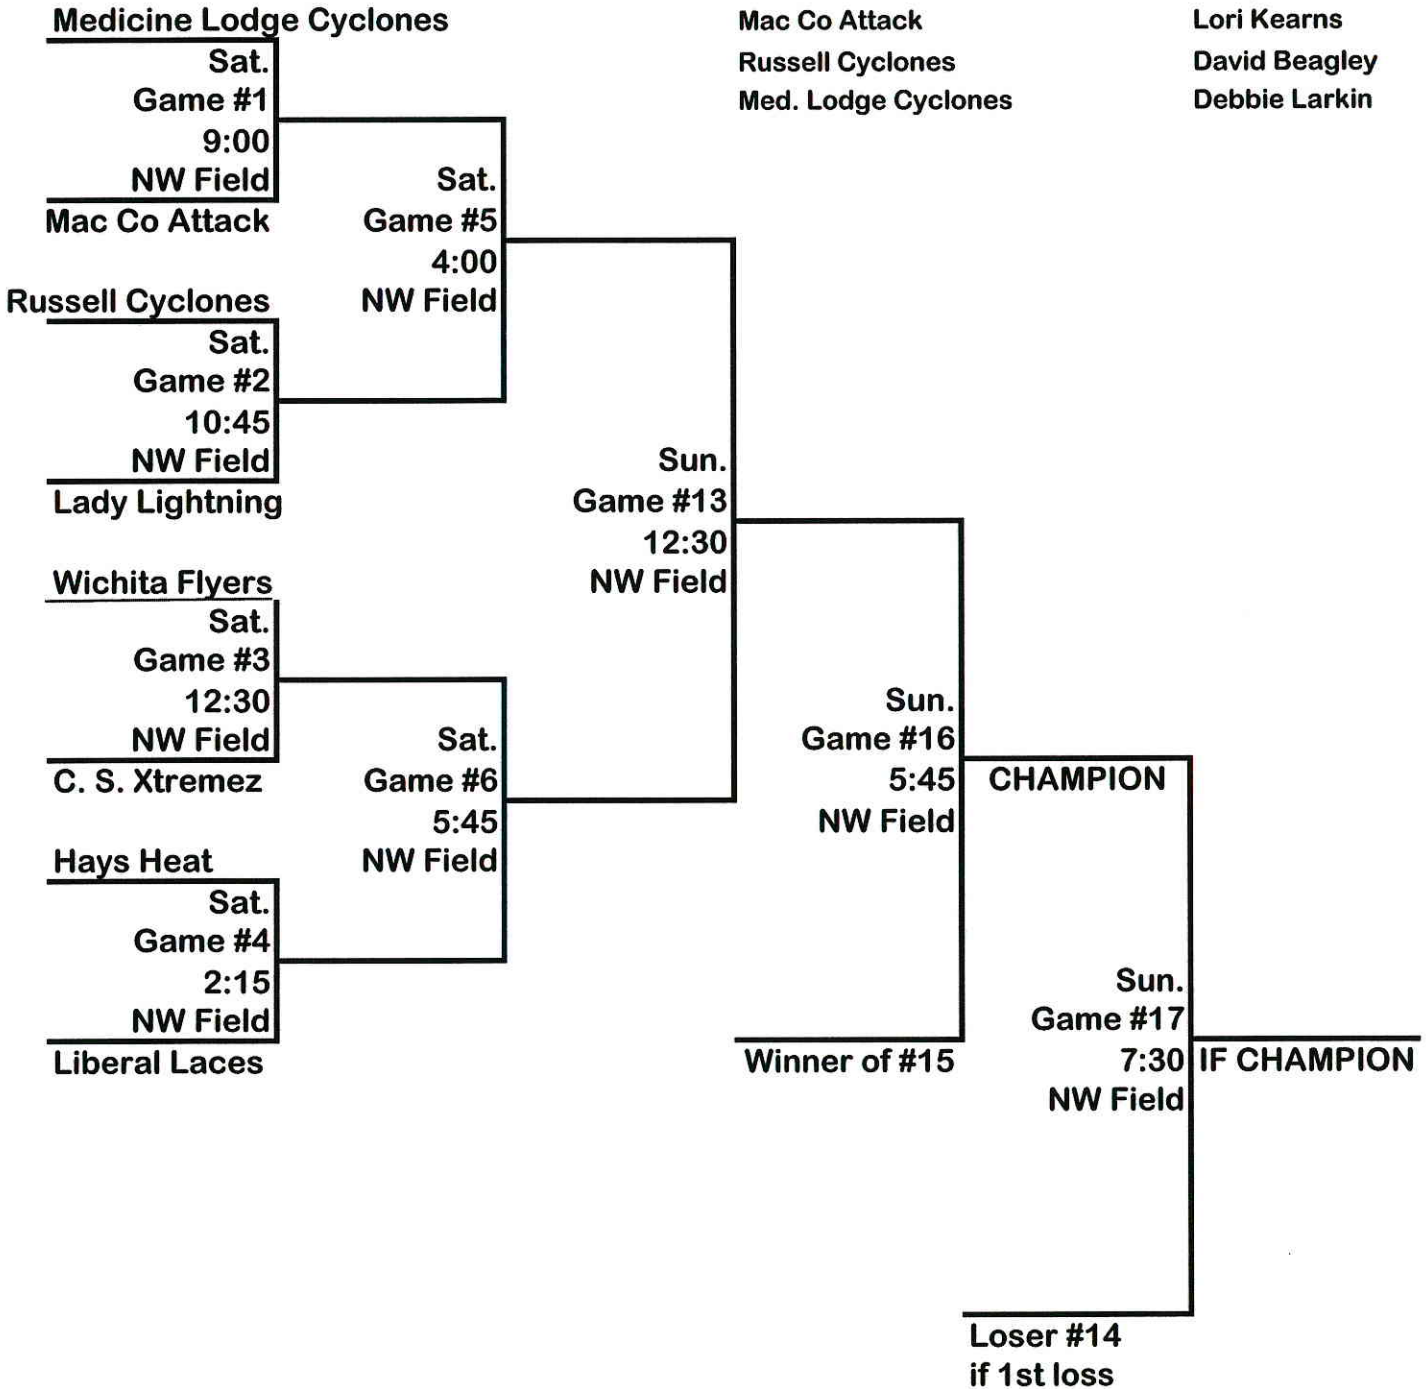 Medicine Lodge Cyclones
Mac Co Attack
Lori Kearns
Russell Cyclones
David Beagley
Med. Lodge Cyclones
Debbie Larkin
Sat.
Game #1
9:00
NW Field
Mac Co Attack
Sat.
Game #5
4:00
NW Field
Russell Cyclones
Sat.
Game #2
10:45
NW Field
Lady Lightning
Sun.
Game #13
12:30
NW Field
Wichita Flyers
Sat.
Game #3
12:30
NW Field
C. S. Xtremez
Sat.
Game #6
5:45
NW Field
Hays Heat
Sat.
Game #4
2:15
NW Field
Liberal Laces
Sun.
Game #16
5:45
NW Field
CHAMPION
Winner of #15
Sun.
Game #17
7:30
NW Field
IF CHAMPION
Loser #14
if 1st loss